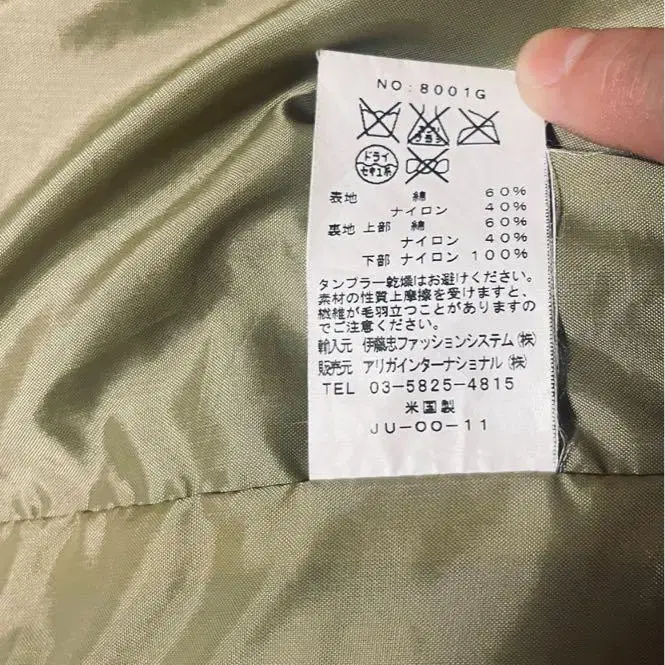 NO:8001G
エンソ
サラシ
ドライ
セキユ系
表地 綿 60%
ナイロン 40%
裏地 上部 綿 60%
ナイロン 40%
下部 ナイロン 100%
タンブラー乾燥はお避けください。
素材の性質上摩擦を受けますと、
繊維が毛羽立つことがありますの
でご注意ください。
輸入元 伊藤忠ファッションシステム(株)
販売元 アリガインターナショナル(株)
TEL 03-5825-4815
米国製
JU-00-11